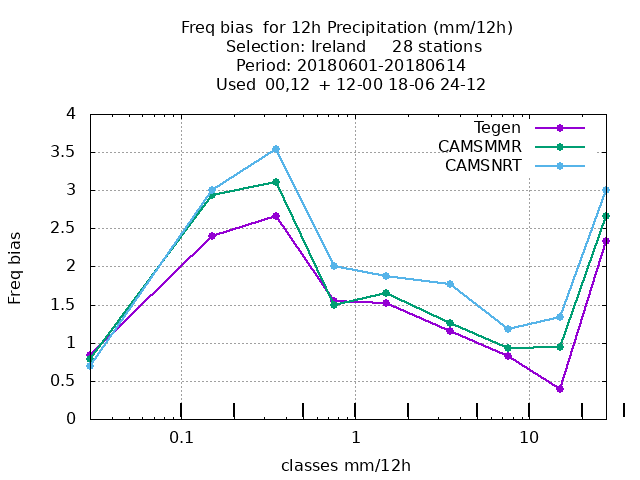 Freq bias  for 12h Precipitation (mm/12h)
Selection: Ireland     28 stations
Period: 20180601-20180614
Used  00,12  + 12-00 18-06 24-12
Tegen
CAMSMMR
CAMSNRT
4
3.5
3
2.5
2
1.5
1
0.5
0
Freq bias
0.1
1
10
classes mm/12h